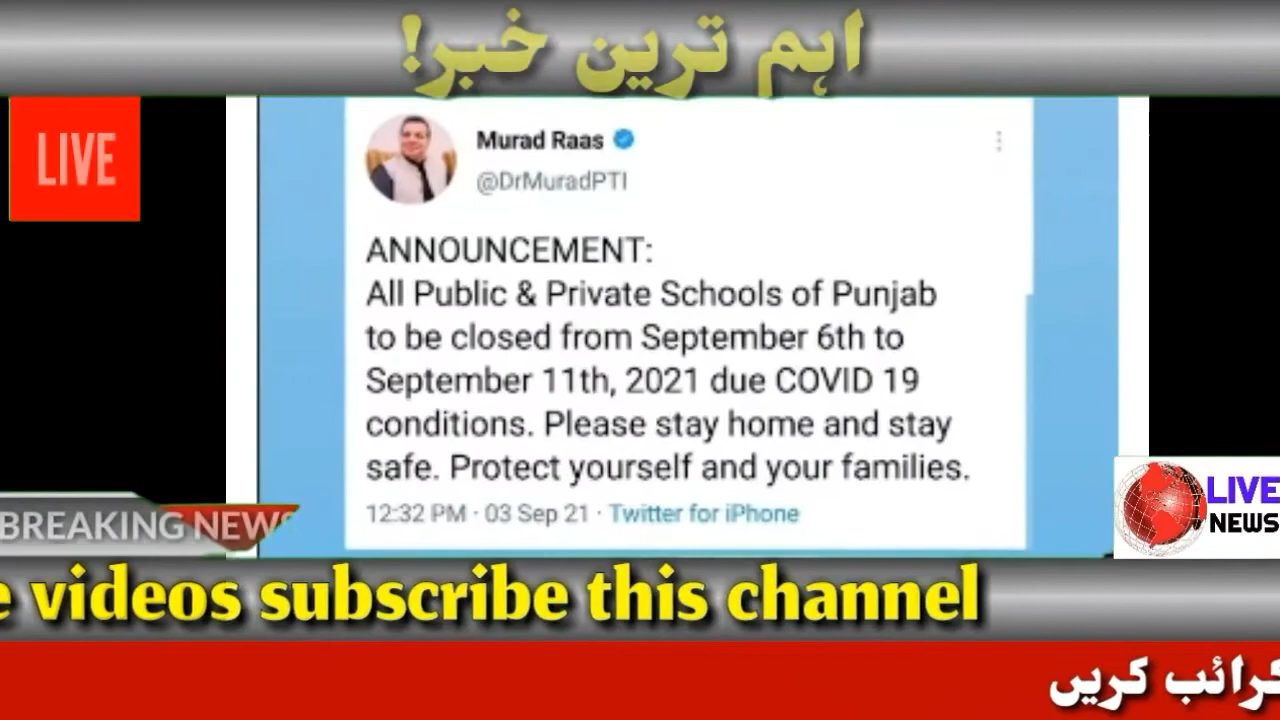 اہم ترین خبر!
LIVE
Murad Raas
@DrMuradPTI
ANNOUNCEMENT:
All Public & Private Schools of Punjab
to be closed from September 6th to
September 11th, 2021 due COVID 19
conditions. Please stay home and stay
safe. Protect yourself and your families.
12:32 PM · 03 Sep 21 · Twitter for iPhone
BREAKING NEWS
LIVE
NEWS
videos subscribe this channel
کریں